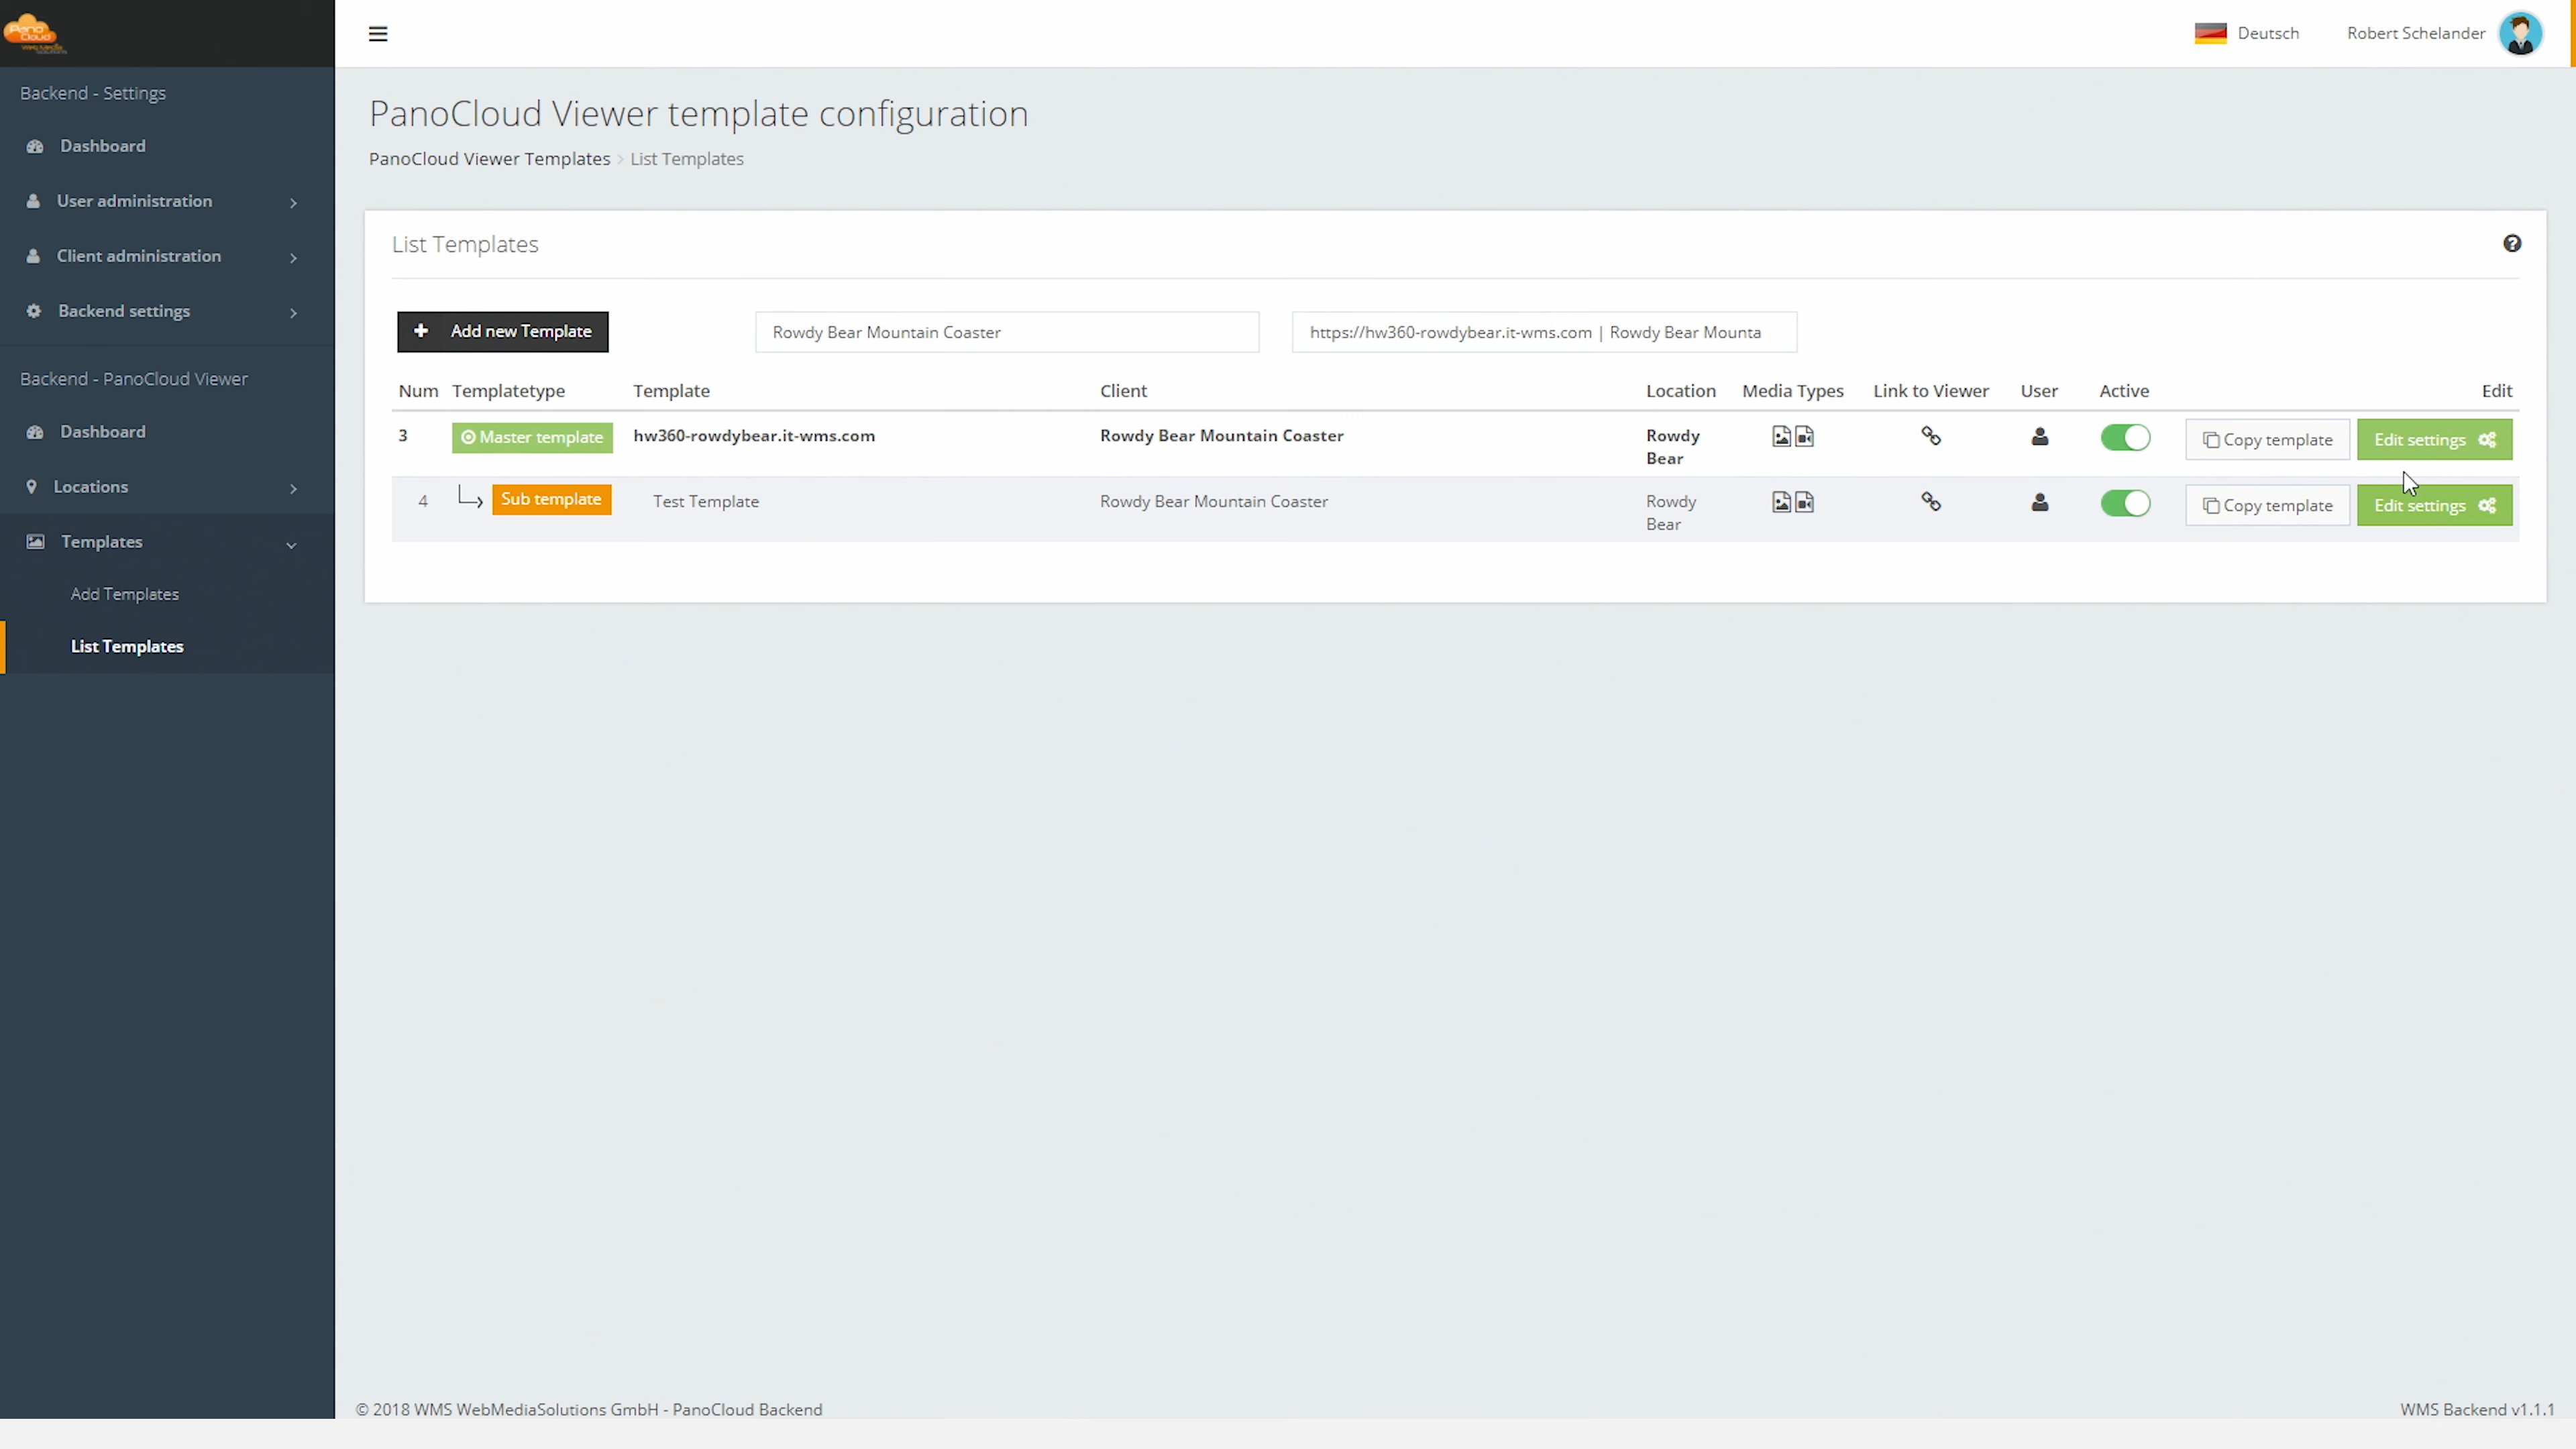 Pano
Cloud
Deutsch
Robert Schelander
Backend - Settings
Dashboard
User administration
Client administration
Backend settings
Backend - PanoCloud Viewer
Dashboard
Locations
Templates
Add Templates
List Templates
PanoCloud Viewer template configuration
PanoCloud Viewer Templates > List Templates
List Templates
Add new Template
Rowdy Bear Mountain Coaster
https://hw360-rowdybear.it-wms.com | Rowdy Bear Mounta
Num Templatetype Template Client Location Media Types Link to Viewer User Active Edit
3 Master template hw360-rowdybear.it-wms.com Rowdy Bear Mountain Coaster Rowdy Copy template Edit settings
Bear
4 Sub template Test Template Rowdy Bear Mountain Coaster Rowdy Copy template Edit settings
Bear
© 2018 WMS WebMediaSolutions GmbH - PanoCloud Backend
WMS Backend v1.1.1